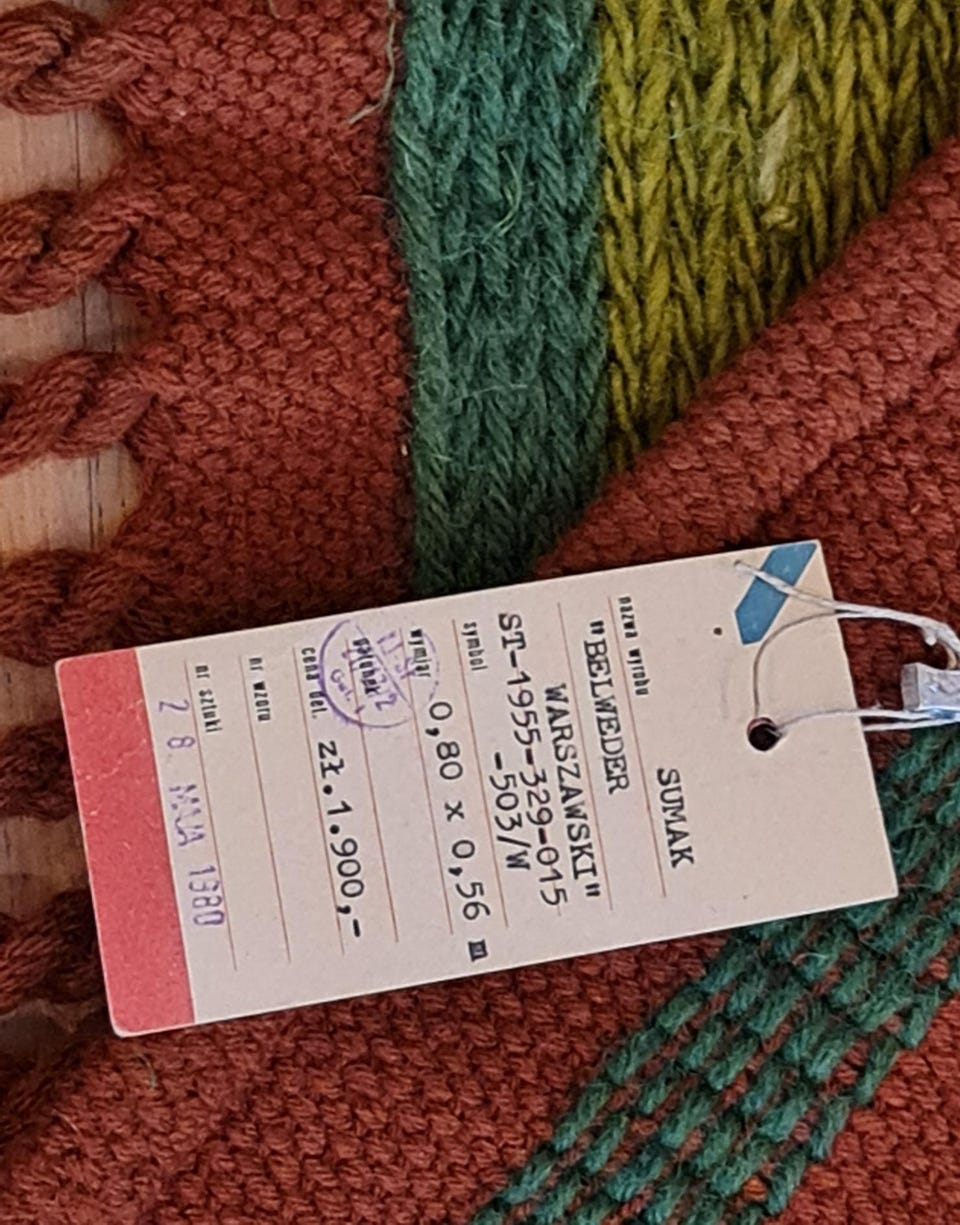 SUMAK
nazwa wyrobu
"BELWEDER
WARSZAWSKI"
ST-1955-329-015
-503/W
symbol
wymiar 0,80 x 0,56 m
gatunek
cena det. zł.1.900,-
nr wzoru
nr sztuki
28 MAJA 1980